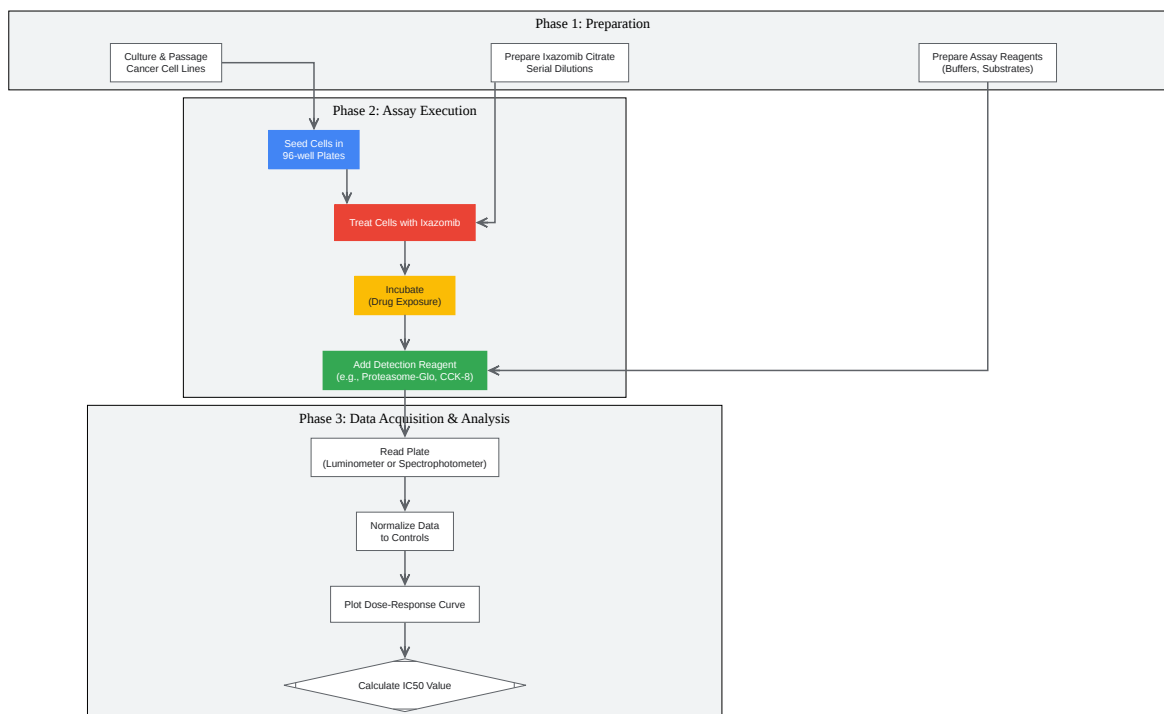 Phase 1: Preparation
Culture & Passage
Cancer Cell Lines
Prepare Ixazomib Citrate
Serial Dilutions
Prepare Assay Reagents
(Buffers, Substrates)
Phase 2: Assay Execution
Seed Cells in
96-well Plates
Treat Cells with Ixazomib
Incubate
(Drug Exposure)
Add Detection Reagent
(e.g., Proteasome-Glo, CCK-8)
Phase 3: Data Acquisition & Analysis
Read Plate
(Luminometer or Spectrophotometer)
Normalize Data
to Controls
Plot Dose-Response Curve
Calculate IC50 Value